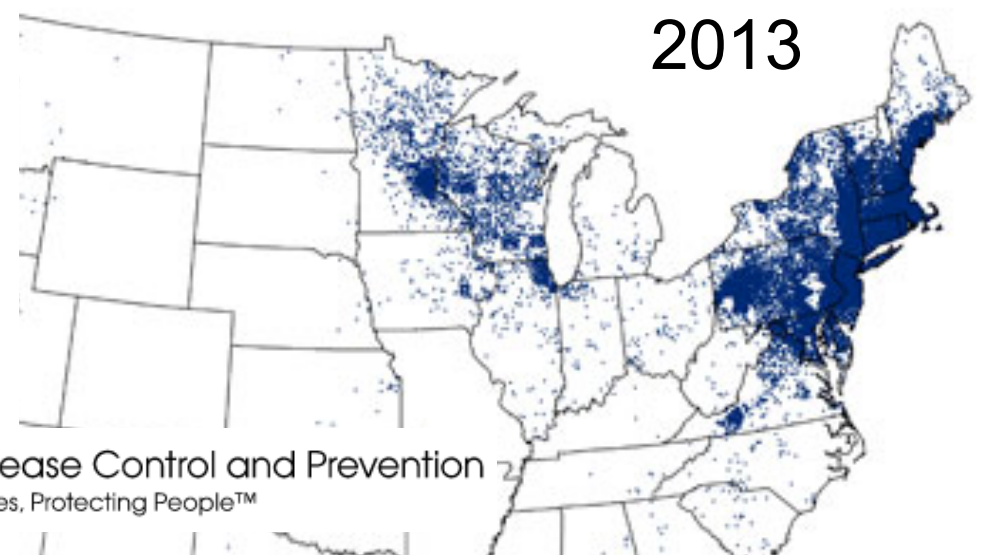 2013
ease Control and Prevention
es, Protecting People™